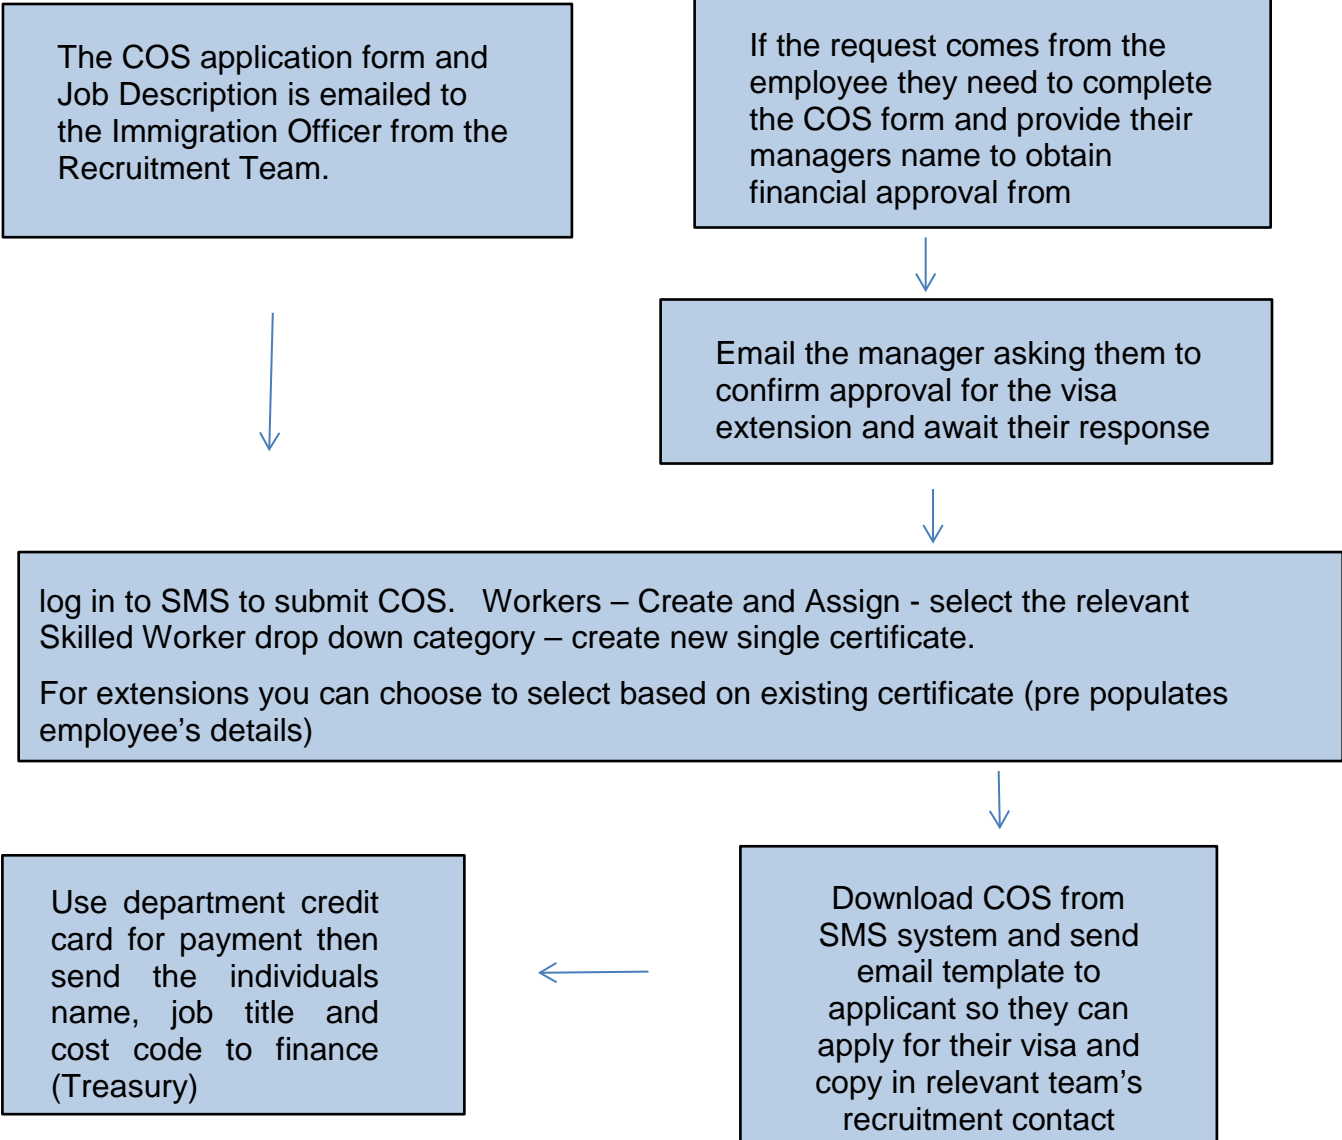 The COS application form and
Job Description is emailed to
the Immigration Officer from the
Recruitment Team.
If the request comes from the
employee they need to complete
the COS form and provide their
managers name to obtain
financial approval from
Email the manager asking them to
confirm approval for the visa
extension and await their response
log in to SMS to submit COS.   Workers – Create and Assign - select the relevant
Skilled Worker drop down category – create new single certificate.
For extensions you can choose to select based on existing certificate (pre populates
employee’s details)
Use department credit
card for payment then
send the individuals
name, job title and
cost code to finance
(Treasury)
Download COS from
SMS system and send
email template to
applicant so they can
apply for their visa and
copy in relevant team’s
recruitment contact